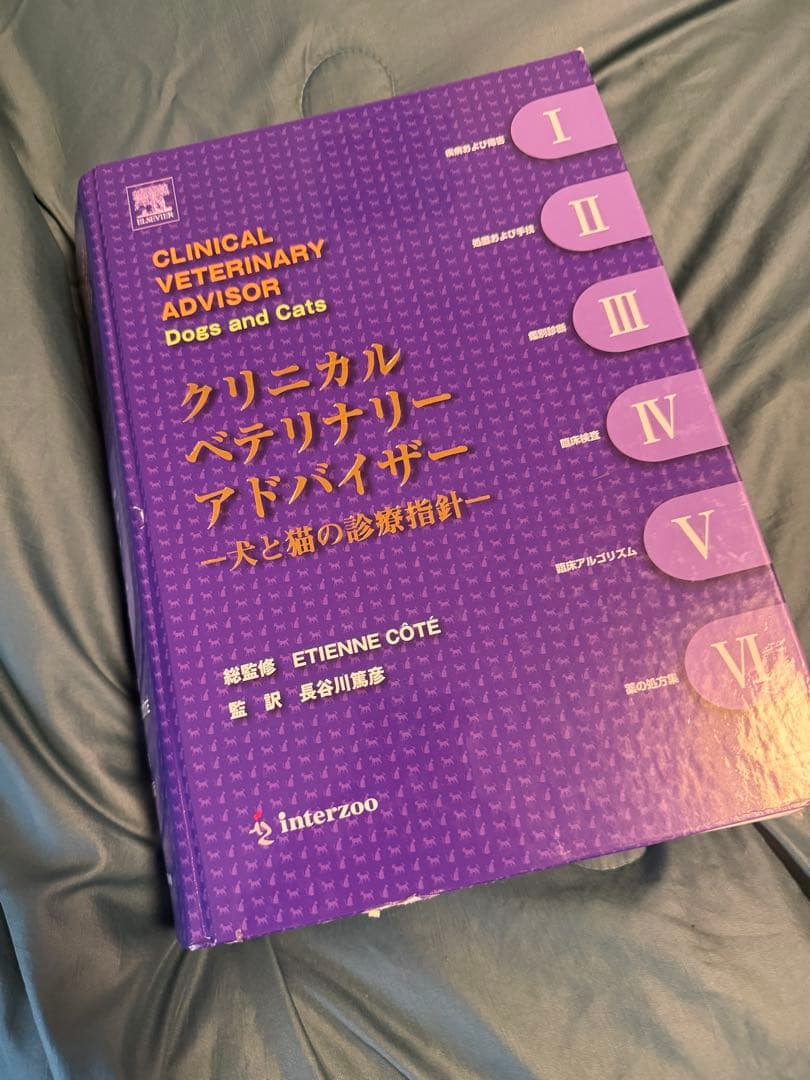 ELSEVIER
CLINICAL
VETERINARY
ADVISOR
Dogs and Cats
クリニカル
ベテリナリー
アドバイザー
ー犬と猫の診療指針ー
総監修 ETIENNE CÔTÉ
監 訳 長谷川篤彦
interzoo
疾病および障害 I
処置および手技 II
鑑別診断 III
臨床検査 IV
臨床アルゴリズム V
薬の処方集 VI